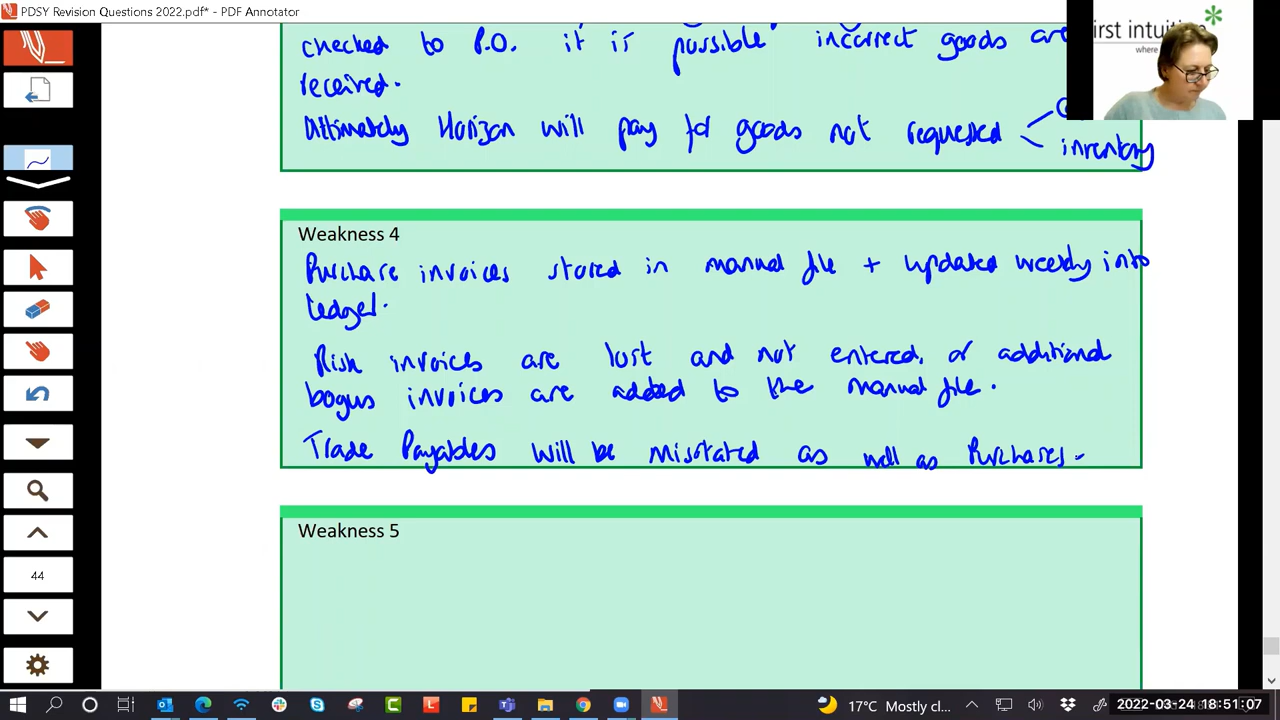 PDSY Revision Questions 2022.pdf* - PDF Annotator
first intuitive
where
checked to P.O. it is possible incorrect goods are
received.
Ultimately Horizon will pay for goods not requested
inventory
Weakness 4
Purchase invoices stored in manual file + updated weekly into
ledger.
Risk invoices are lost and not entered, or additional
bogus invoices are added to the manual file.
Trade Payables will be misstated as well as Purchases.
Weakness 5
44
17°C Mostly cl...
2022-03-24 18:51:07